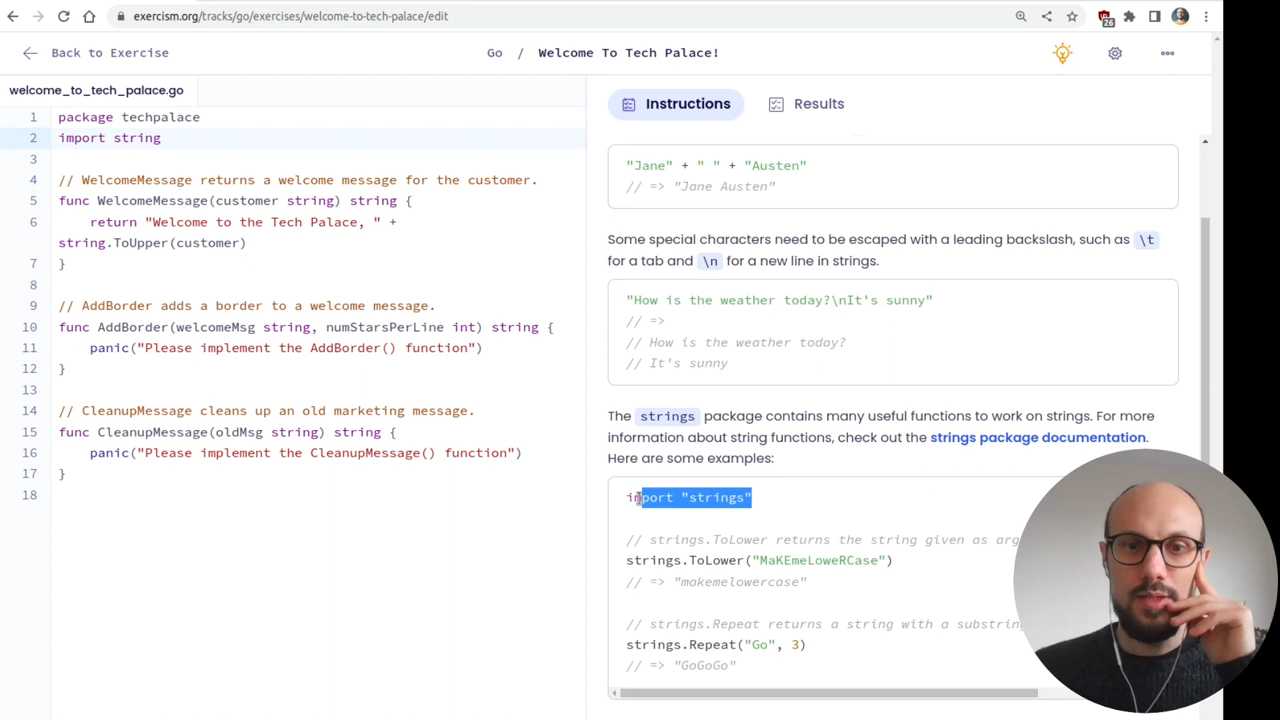 exercism.org/tracks/go/exercises/welcome-to-tech-palace/edit
26
Back to Exercise
Go / Welcome To Tech Palace!
welcome_to_tech_palace.go
1 package techpalace
2 import string
3
4 // WelcomeMessage returns a welcome message for the customer.
5 func WelcomeMessage(customer string) string {
6 return "Welcome to the Tech Palace, " +
string.ToUpper(customer)
7 }
8
9 // AddBorder adds a border to a welcome message.
10 func AddBorder(welcomeMsg string, numStarsPerLine int) string {
11 panic("Please implement the AddBorder() function")
12 }
13
14 // CleanupMessage cleans up an old marketing message.
15 func CleanupMessage(oldMsg string) string {
16 panic("Please implement the CleanupMessage() function")
17 }
18
Instructions
Results
"Jane" + " " + "Austen"
// => "Jane Austen"
Some special characters need to be escaped with a leading backslash, such as \t
for a tab and \n for a new line in strings.
"How is the weather today?\nIt's sunny"
// =>
// How is the weather today?
// It's sunny
The strings package contains many useful functions to work on strings. For more
information about string functions, check out the strings package documentation.
Here are some examples:
import "strings"
// strings.ToLower returns the string given as arg
strings.ToLower("MaKEmeLoweRCase")
// => "makemelowercase"
// strings.Repeat returns a string with a substrin
strings.Repeat("Go", 3)
// => "GoGoGo"